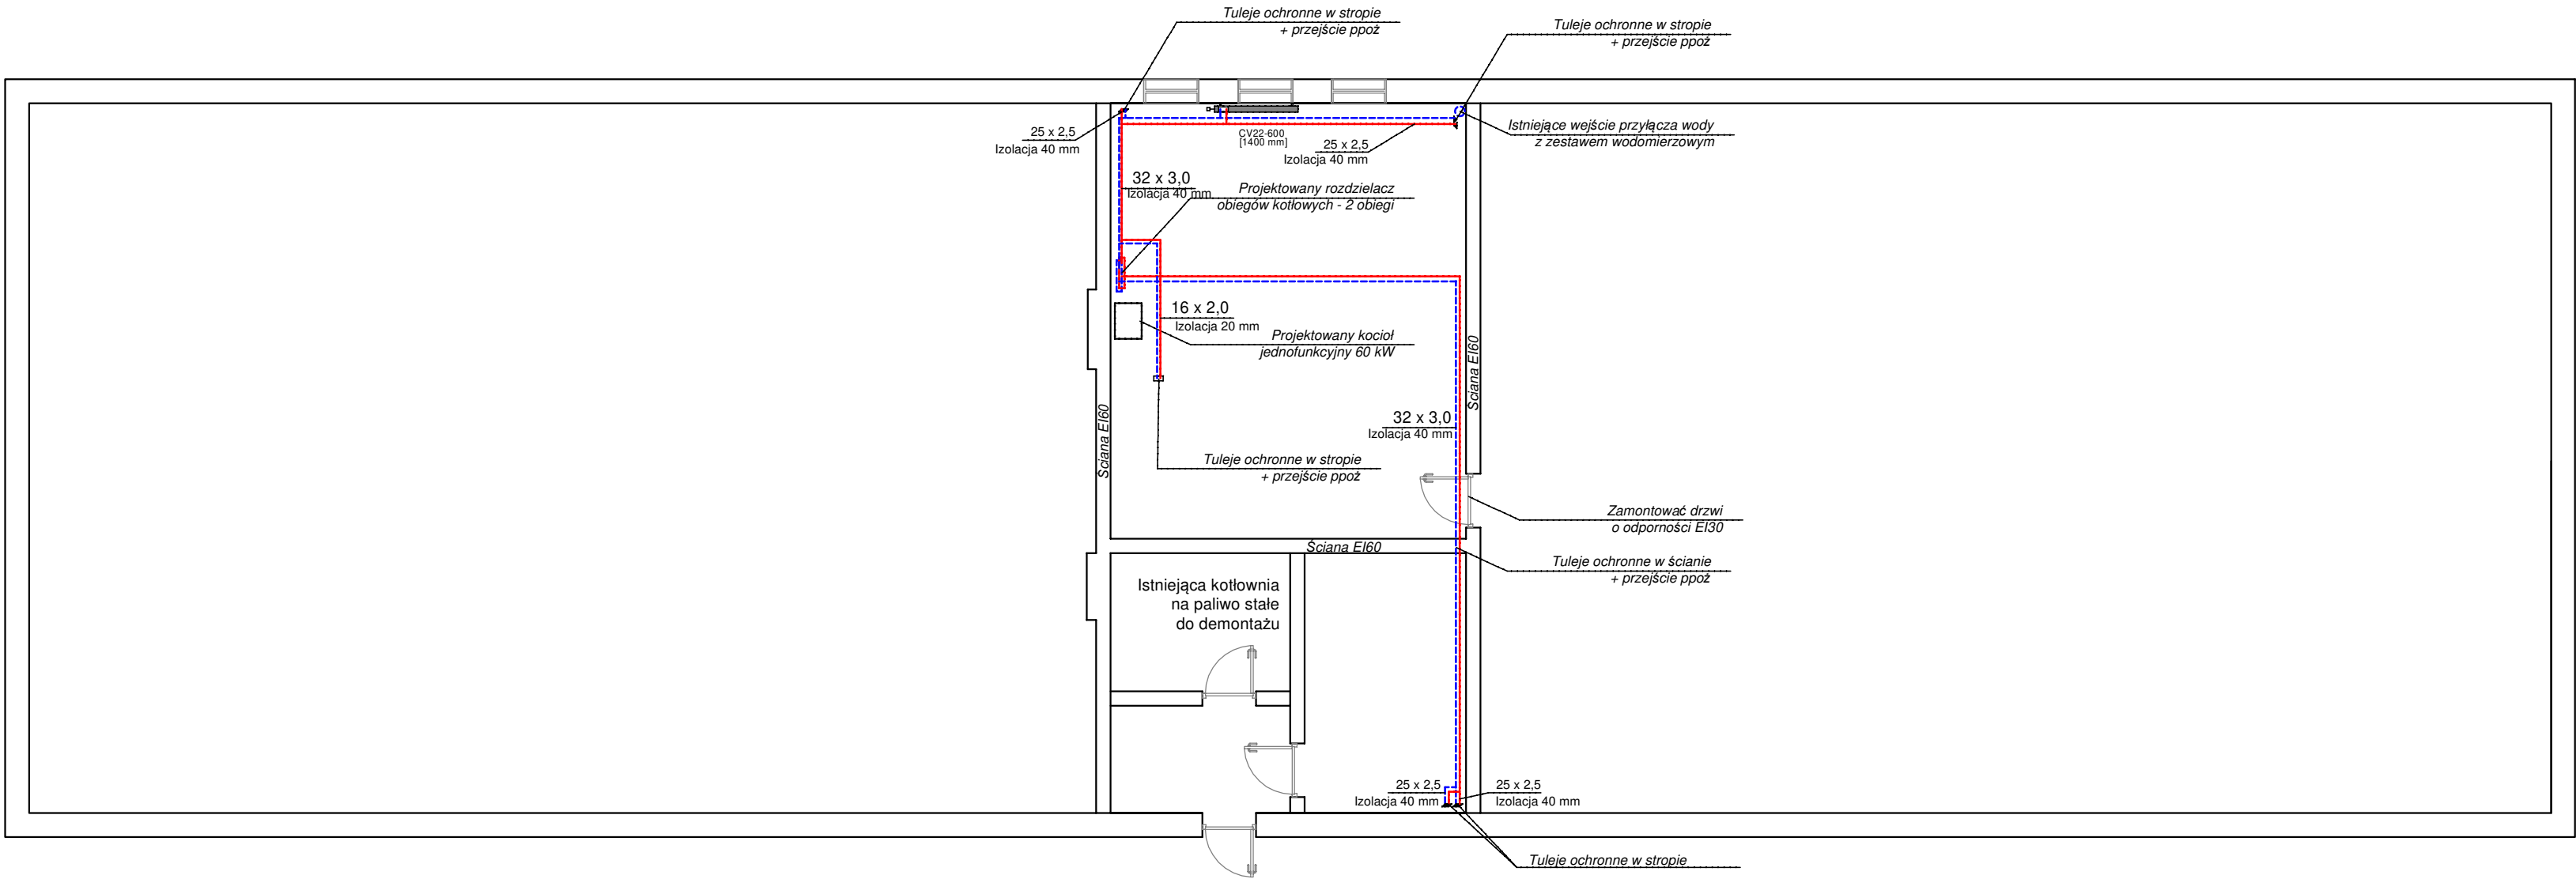 Tuleje ochronne w stropie
+ przejście ppoż
Tuleje ochronne w stropie
+ przejście ppoż
25 x 2,5
Izolacja 40 mm
CV22-600
[1400 mm]
25 x 2,5
Izolacja 40 mm
Istniejące wejście przyłącza wody
z zestawem wodomierzowym
32 x 3,0
Izolacja 40 mm
Projektowany rozdzielacz
obiegów kotłowych - 2 obiegi
16 x 2,0
Izolacja 20 mm
Projektowany kocioł
jednofunkcyjny 60 kW
Ściana EI60
Ściana EI60
32 x 3,0
Izolacja 40 mm
Tuleje ochronne w stropie
+ przejście ppoż
Zamontować drzwi
o odporności EI30
Ściana EI60
Tuleje ochronne w ścianie
+ przejście ppoż
Istniejąca kotłownia
na paliwo stałe
do demontażu
25 x 2,5
Izolacja 40 mm
25 x 2,5
Izolacja 40 mm
Tuleje ochronne w stropie